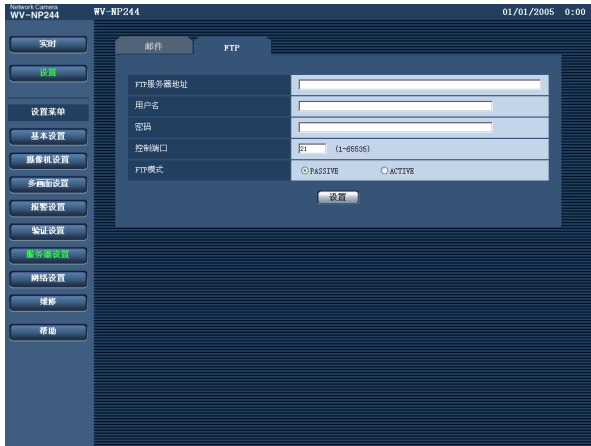 Network Camera
WV-NP244
WV-NP244
01/01/2005 0:00
实时
设置
设置菜单
基本设置
摄像机设置
多画面设置
报警设置
验证设置
服务器设置
网络设置
维修
帮助
邮件
FTP
FTP服务器地址
用户名
密码
控制端口
21 (1-65535)
FTP模式
PASSIVE ACTIVE
设置